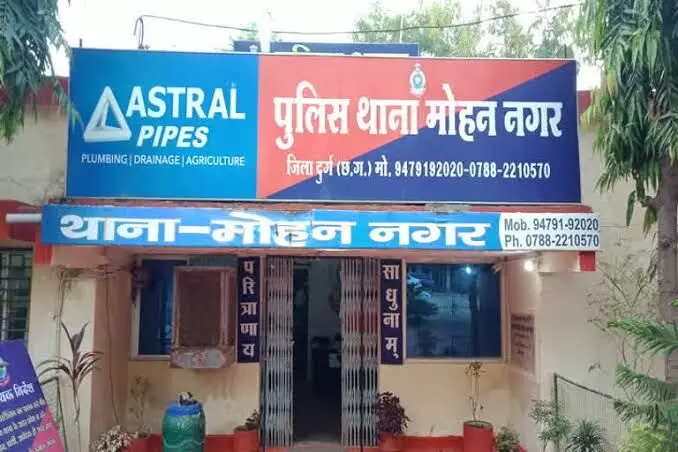 ASTRAL
PIPES
PLUMBING | DRAINAGE | AGRICULTURE
पुलिस थाना मोहन नगर
जिला दुर्ग (छ.ग.) मो. 9479192020-0788-2210570
थाना-मोहन नगर
Mob. 94791-92020
Ph. 0788-2210570
परित्राणाय
साधुनाम्
निर्देश